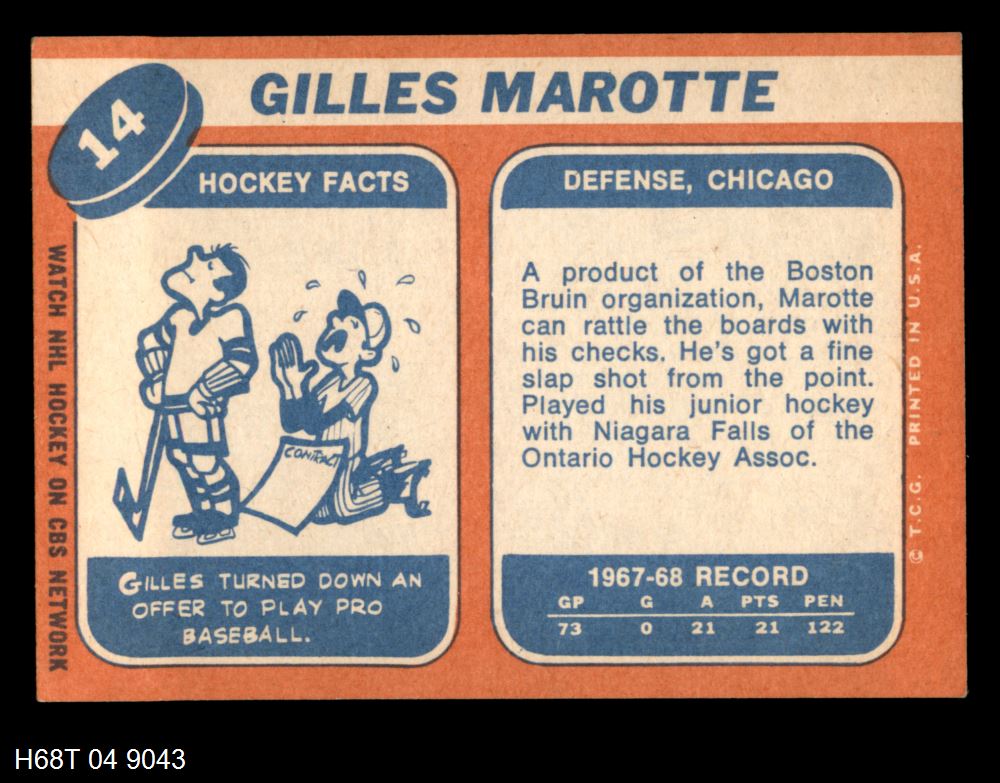 14
GILLES MAROTTE
HOCKEY FACTS
CONTRACT
GILLES TURNED DOWN AN
OFFER TO PLAY PRO
BASEBALL.
DEFENSE, CHICAGO
A product of the Boston
Bruin organization, Marotte
can rattle the boards with
his checks. He's got a fine
slap shot from the point.
Played his junior hockey
with Niagara Falls of the
Ontario Hockey Assoc.
1967-68 RECORD
GP G A PTS PEN
73 0 21 21 122
WATCH NHL HOCKEY ON CBS NETWORK
© T.C.G. PRINTED IN U.S.A.
H68T 04 9043